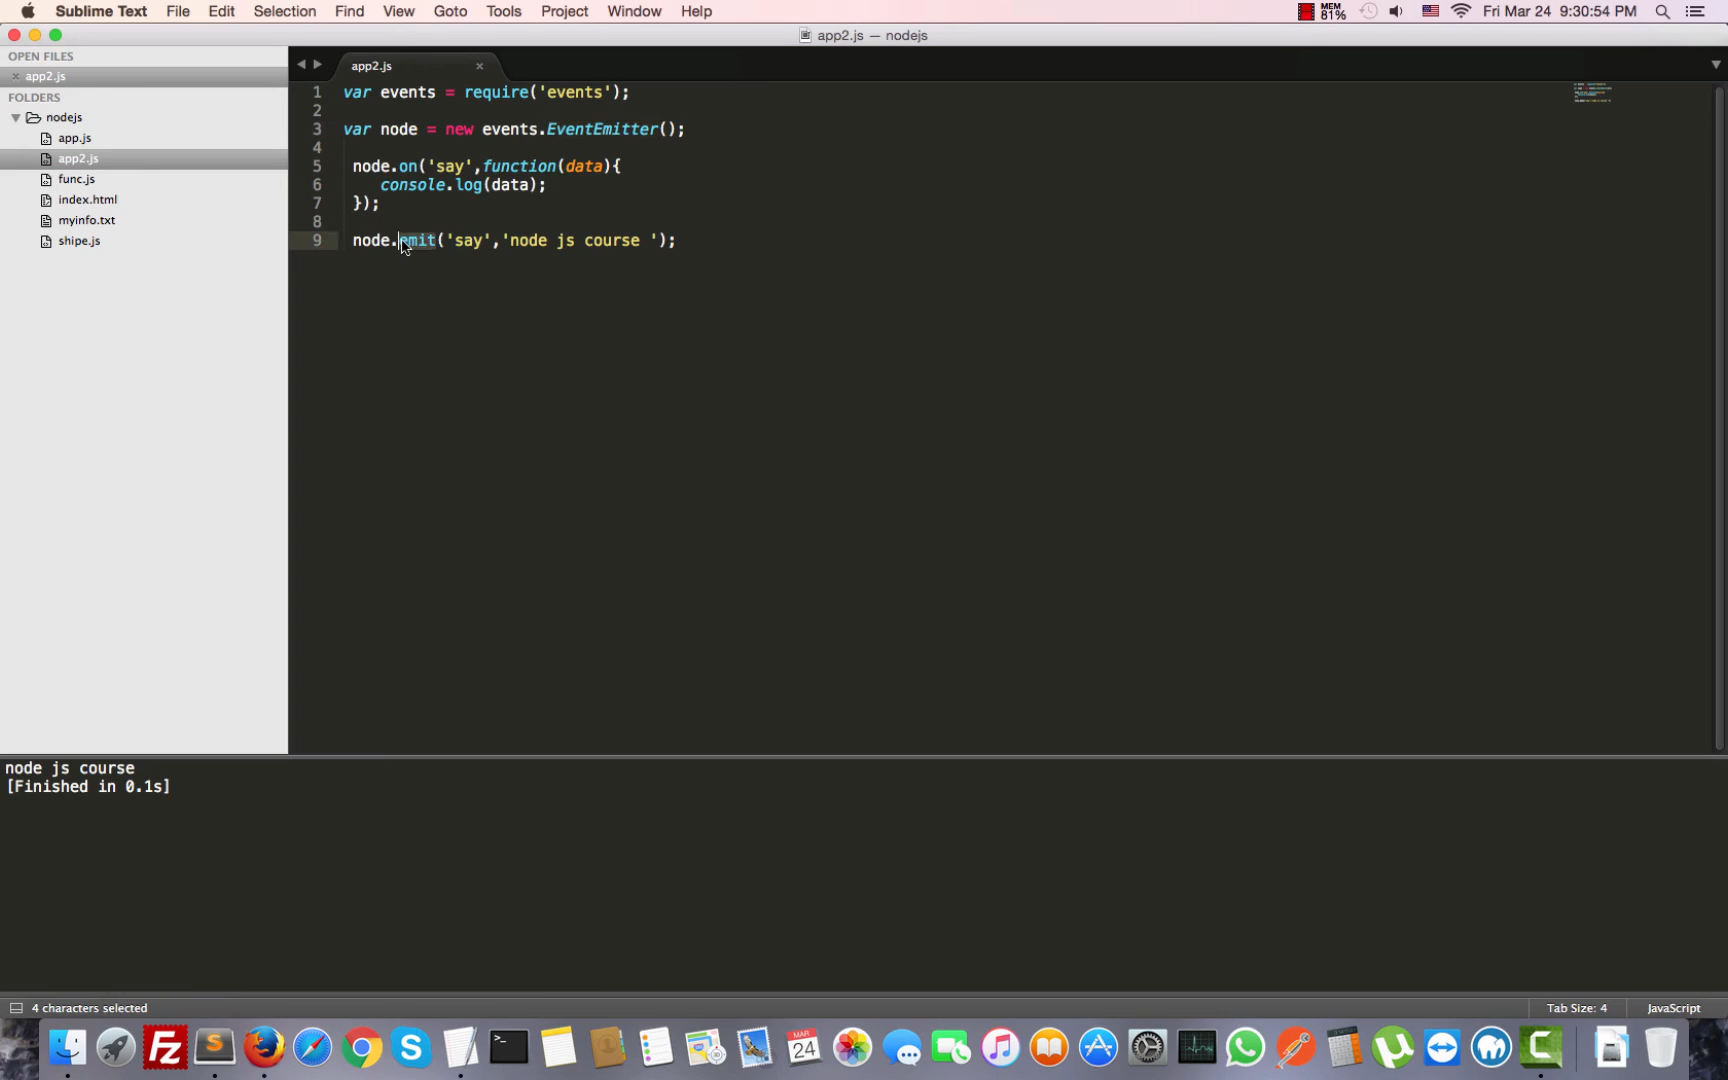 Sublime Text File Edit Selection Find View Goto Tools Project Window Help MEM 81% Fri Mar 24 9:30:54 PM
app2.js — nodejs
OPEN FILES
app2.js
FOLDERS
nodejs
app.js
app2.js
func.js
index.html
myinfo.txt
shipe.js
app2.js
1 var events = require('events');
2
3 var node = new events.EventEmitter();
4
5 node.on('say',function(data){
6 console.log(data);
7 });
8
9 node.emit('say','node js course ');
node js course
[Finished in 0.1s]
4 characters selected Tab Size: 4 JavaScript
MAR
24